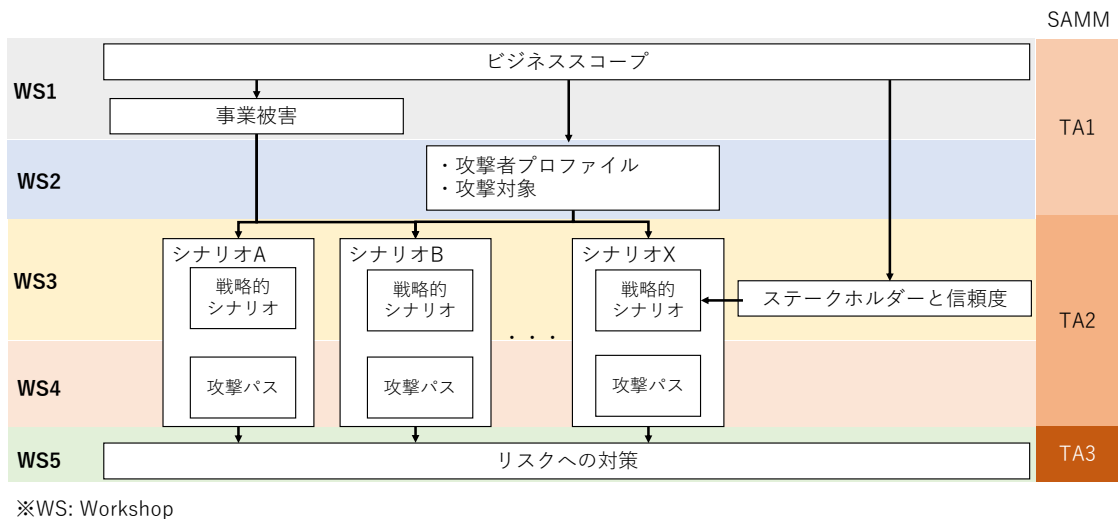 SAMM
ビジネススコープ
WS1
事業被害
TA1
WS2
・攻撃者プロファイル
・攻撃対象
シナリオA
シナリオB
シナリオX
WS3
戦略的
シナリオ
戦略的
シナリオ
戦略的
シナリオ
ステークホルダーと信頼度
TA2
・・・
WS4
攻撃パス
攻撃パス
攻撃パス
WS5
リスクへの対策
TA3
※WS: Workshop